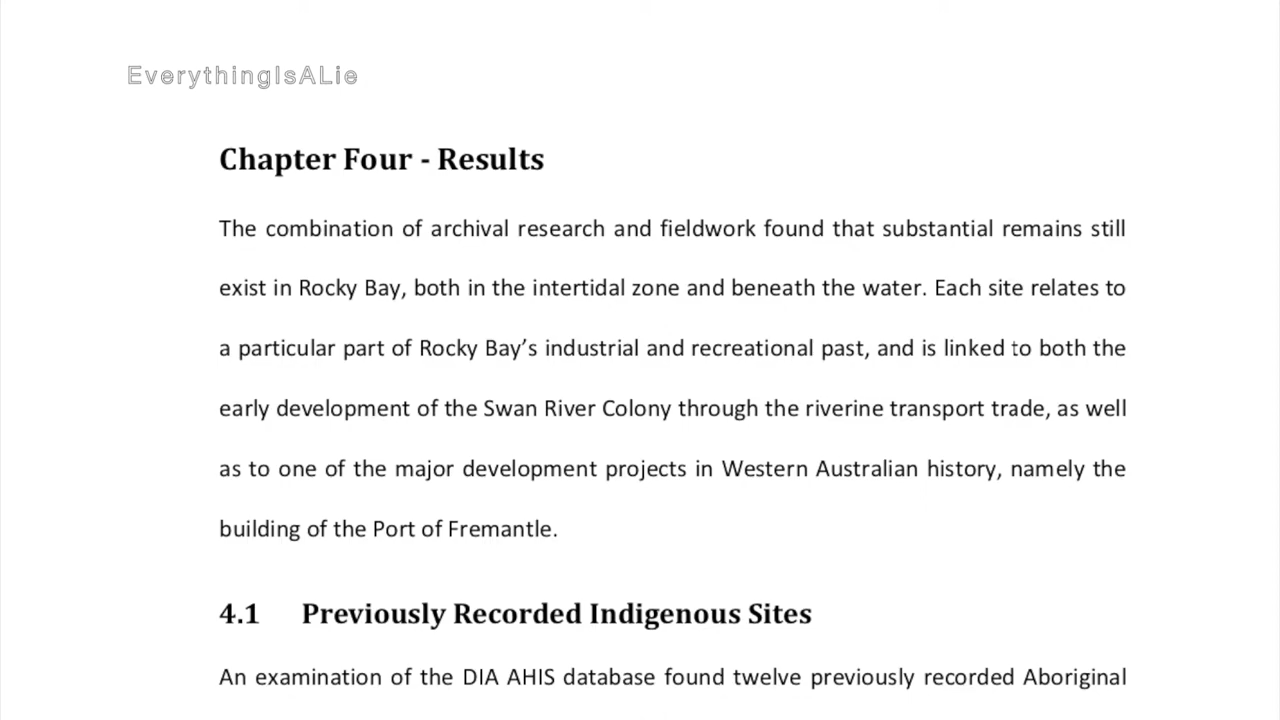 EverythingIsALie
Chapter Four - Results
The combination of archival research and fieldwork found that substantial remains still
exist in Rocky Bay, both in the intertidal zone and beneath the water. Each site relates to
a particular part of Rocky Bay’s industrial and recreational past, and is linked to both the
early development of the Swan River Colony through the riverine transport trade, as well
as to one of the major development projects in Western Australian history, namely the
building of the Port of Fremantle.
4.1 Previously Recorded Indigenous Sites
An examination of the DIA AHIS database found twelve previously recorded Aboriginal